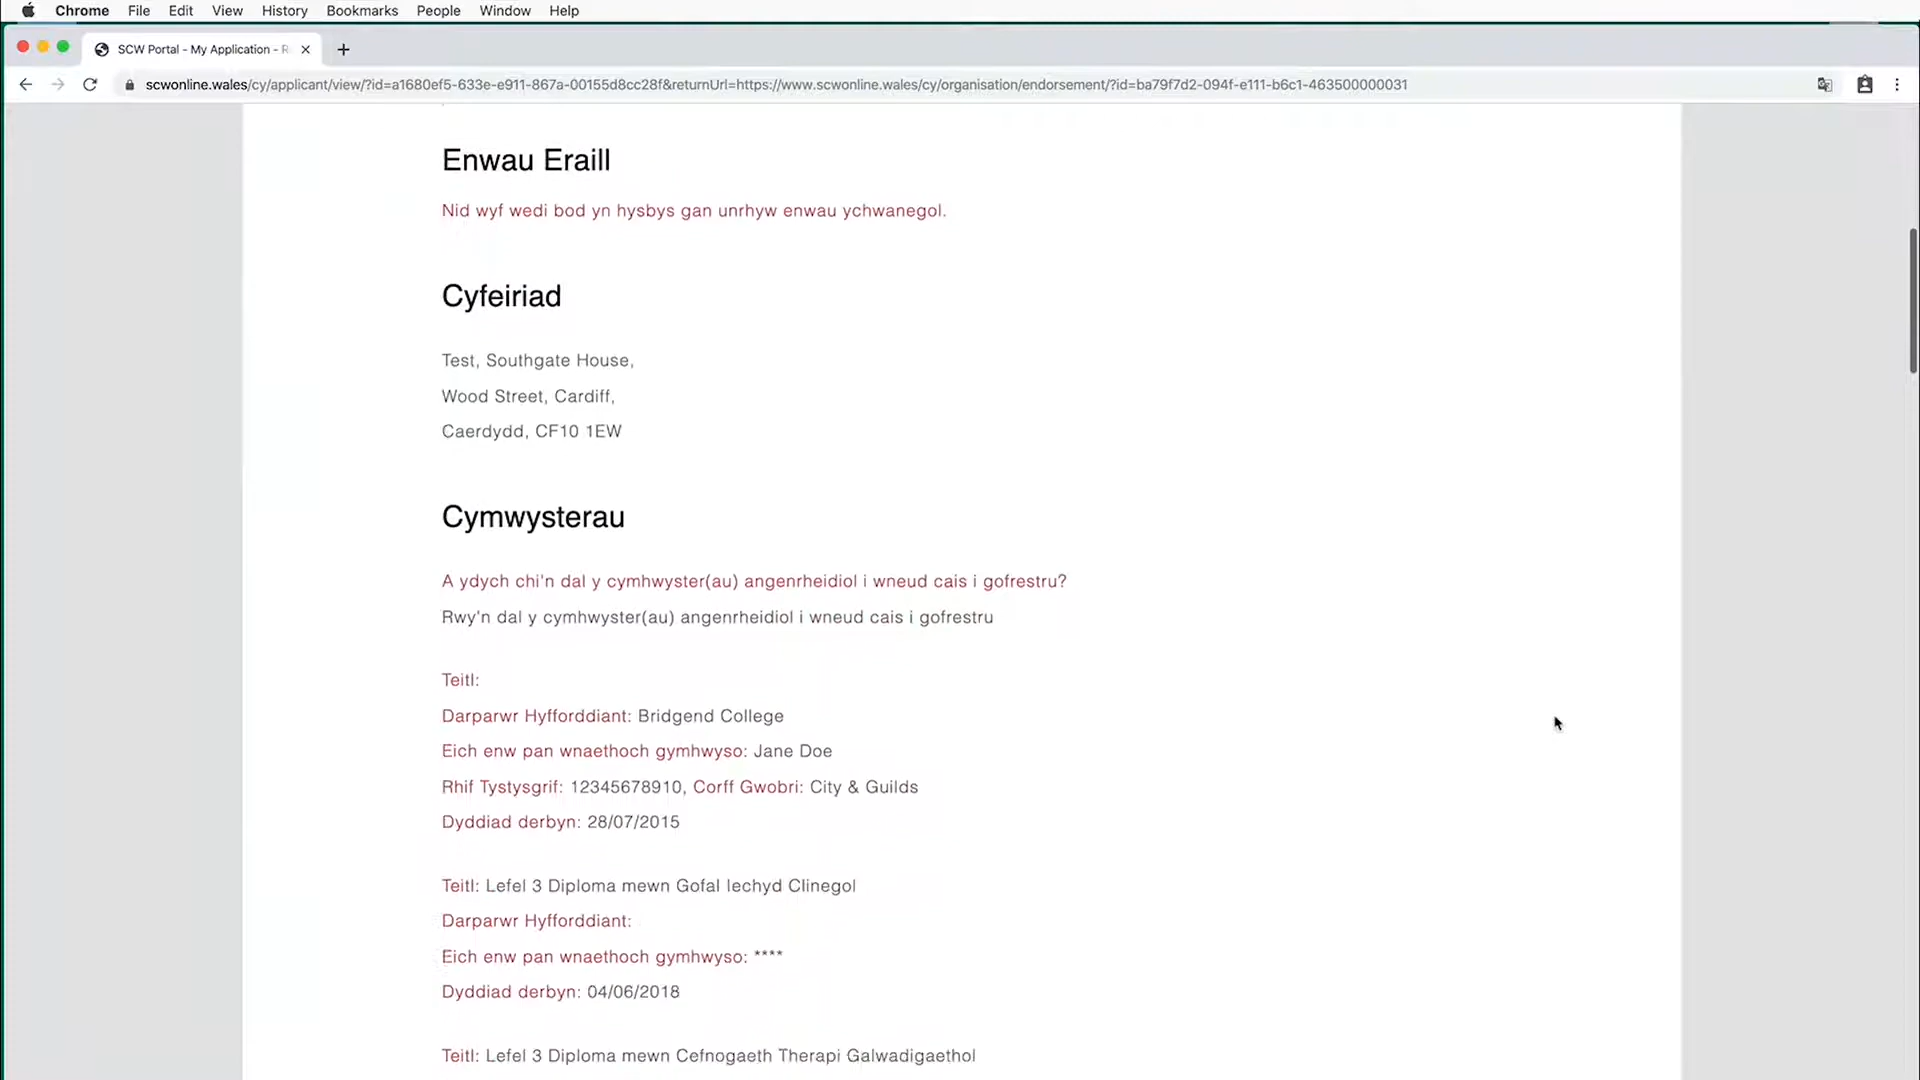 Chrome File Edit View History Bookmarks People Window Help
SCW Portal - My Application - R
scwonline.wales/cy/applicant/view/?id=a1680ef5-633e-e911-867a-00155d8cc28f&returnUrl=https://www.scwonline.wales/cy/organisation/endorsement/?id=ba79f7d2-094f-e111-b6c1-463500000031
Enwau Eraill
Nid wyf wedi bod yn hysbys gan unrhyw enwau ychwanegol.
Cyfeiriad
Test, Southgate House,
Wood Street, Cardiff,
Caerdydd, CF10 1EW
Cymwysterau
A ydych chi'n dal y cymhwyster(au) angenrheidiol i wneud cais i gofrestru?
Rwy'n dal y cymhwyster(au) angenrheidiol i wneud cais i gofrestru
Teitl:
Darparwr Hyfforddiant: Bridgend College
Eich enw pan wnaethoch gymhwyso: Jane Doe
Rhif Tystysgrif: 12345678910, Corff Gwobri: City & Guilds
Dyddiad derbyn: 28/07/2015
Teitl: Lefel 3 Diploma mewn Gofal Iechyd Clinegol
Darparwr Hyfforddiant:
Eich enw pan wnaethoch gymhwyso: ****
Dyddiad derbyn: 04/06/2018
Teitl: Lefel 3 Diploma mewn Cefnogaeth Therapi Galwadigaethol